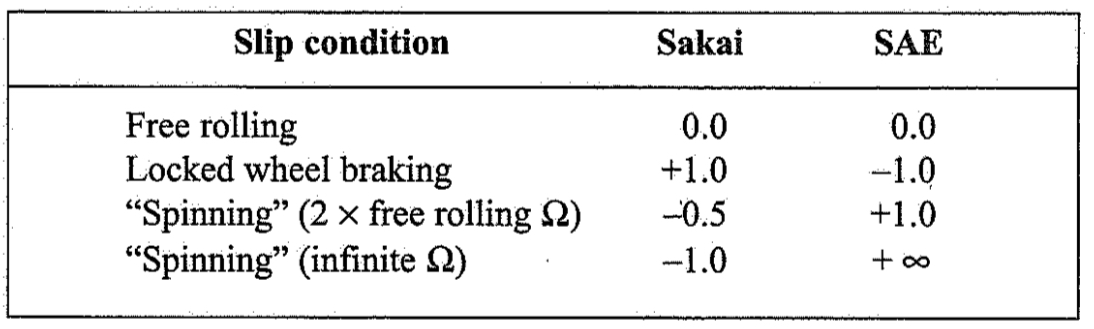 Slip condition Sakai SAE
Free rolling 0.0 0.0
Locked wheel braking +1.0 –1.0
“Spinning” (2 × free rolling Ω) –0.5 +1.0
“Spinning” (infinite Ω) –1.0 + ∞